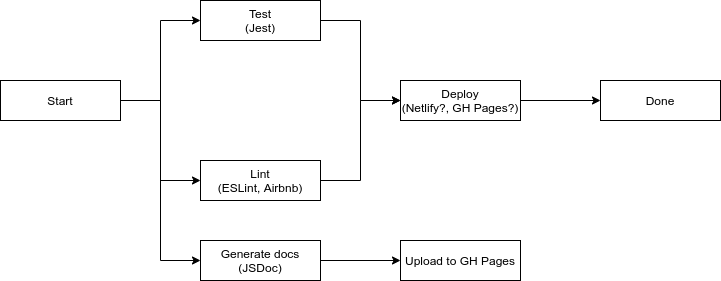 Test
(Jest)
Start
Deploy
(Netlify?, GH Pages?)
Done
Lint
(ESLint, Airbnb)
Generate docs
(JSDoc)
Upload to GH Pages